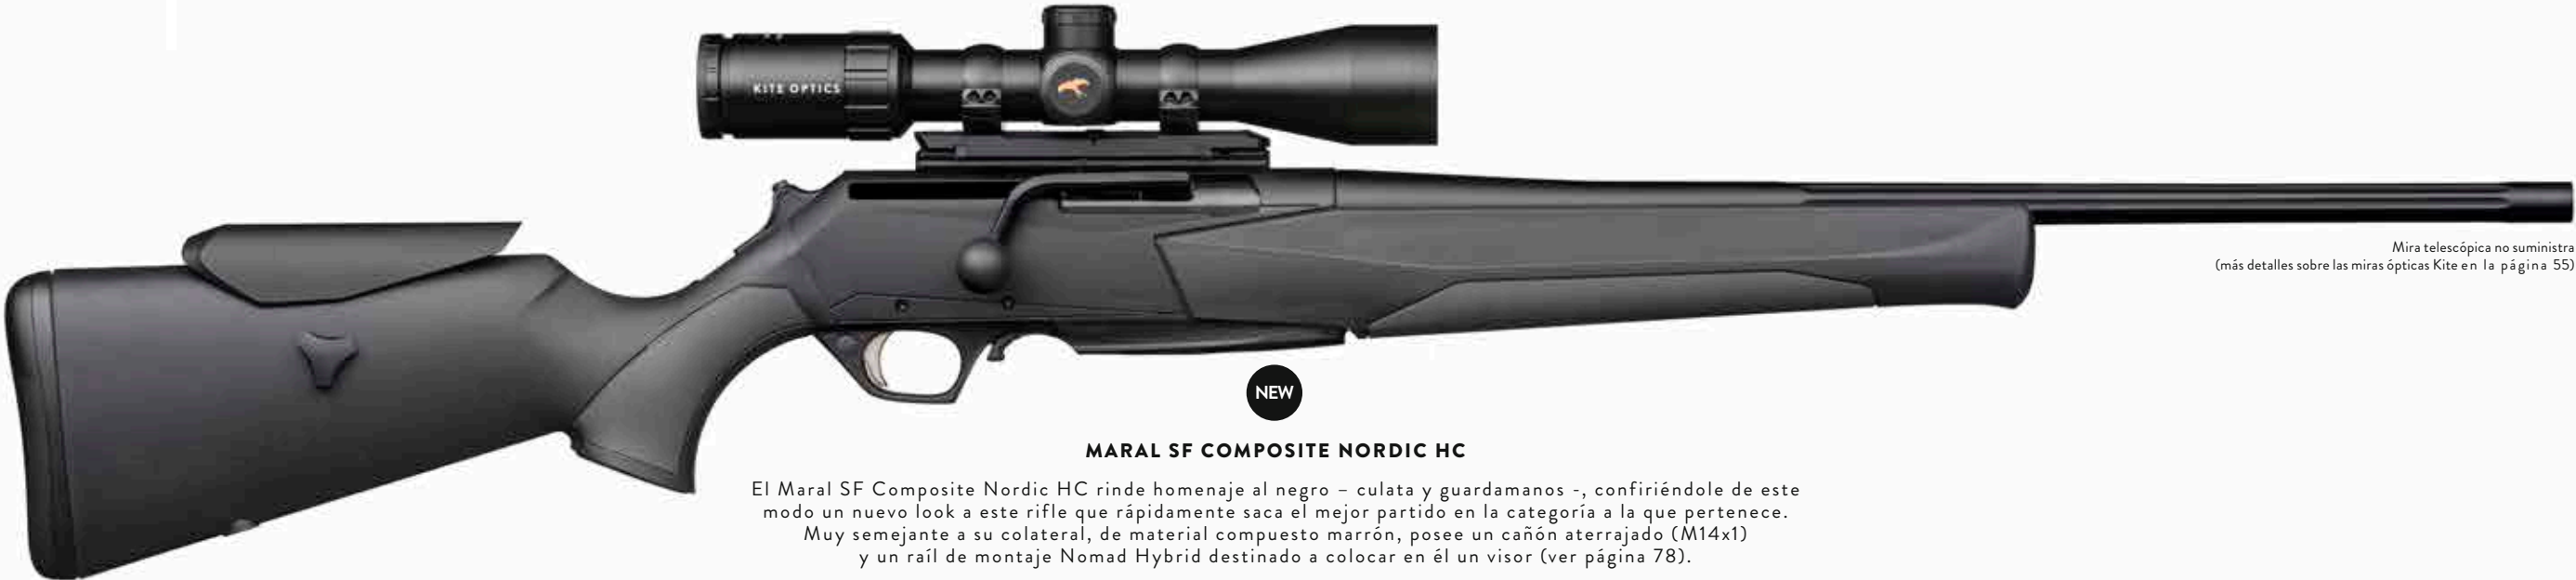 KITE OPTICS
Mira telescópica no suministra
(más detalles sobre las miras ópticas Kite en la página 55)
NEW
MARAL SF COMPOSITE NORDIC HC
El Maral SF Composite Nordic HC rinde homenaje al negro – culata y guardamanos -, confiriéndole de este
modo un nuevo look a este rifle que rápidamente saca el mejor partido en la categoría a la que pertenece.
Muy semejante a su colateral, de material compuesto marrón, posee un cañón aterrajado (M14x1)
y un raíl de montaje Nomad Hybrid destinado a colocar en él un visor (ver página 78).